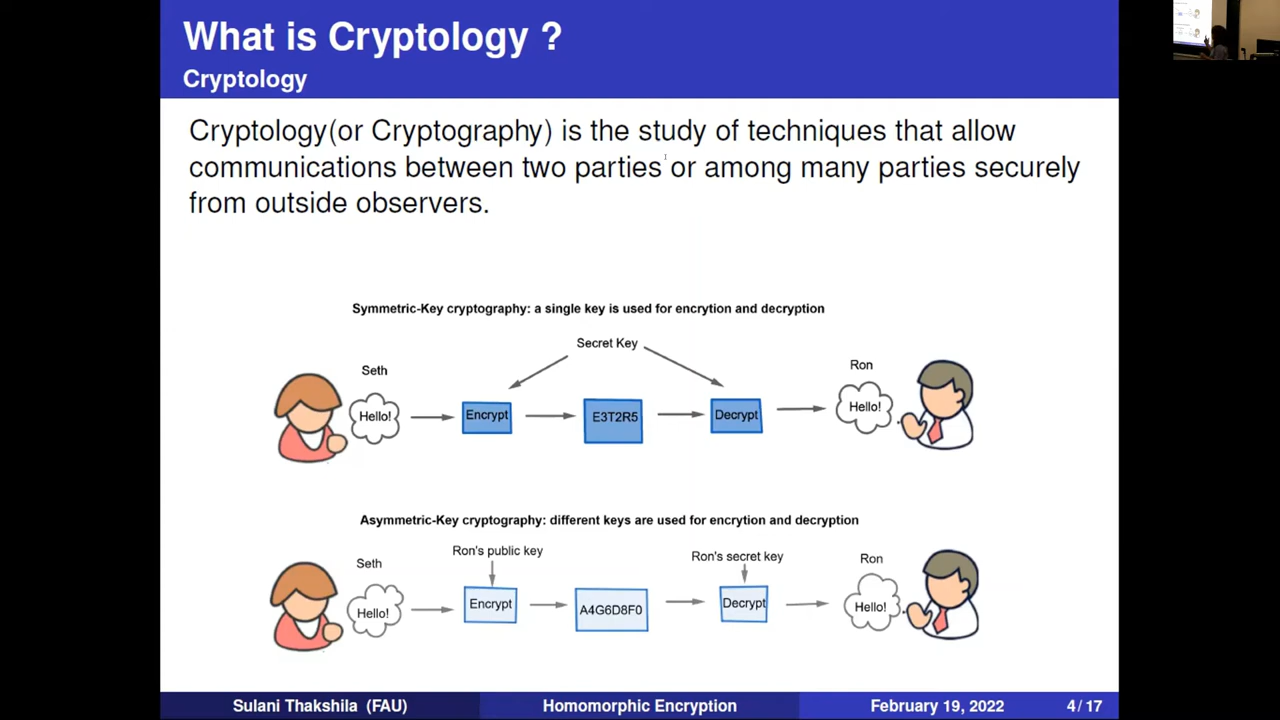 What is Cryptology ?
Cryptology
Cryptology(or Cryptography) is the study of techniques that allow
communications between two parties or among many parties securely
from outside observers.
Symmetric-Key cryptography: a single key is used for encrytion and decryption
Secret Key
Seth
Ron
Hello!
Encrypt
E3T2R5
Decrypt
Hello!
Asymmetric-Key cryptography: different keys are used for encrytion and decryption
Ron's public key
Ron's secret key
Seth
Ron
Hello!
Encrypt
A4G6D8F0
Decrypt
Hello!
Sulani Thakshila (FAU)
Homomorphic Encryption
February 19, 2022
4 / 17